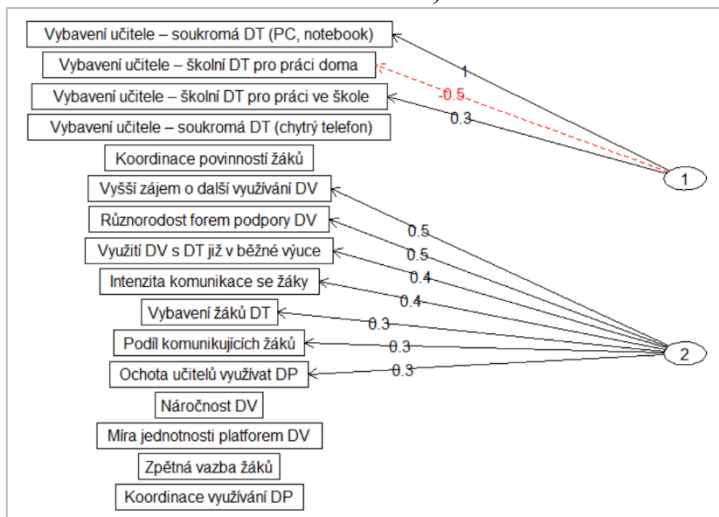 )
Vybavení učitele – soukromá DT (PC, notebook)
1
Vybavení učitele – školní DT pro práci doma
-0.5
Vybavení učitele – školní DT pro práci ve škole
0.3
Vybavení učitele – soukromá DT (chytrý telefon)
Koordinace povinností žáků
1
Vyšší zájem o další využívání DV
0.5
Různorodost forem podpory DV
0.5
Využití DV s DT již v běžné výuce
0.4
Intenzita komunikace se žáky
0.4
Vybavení žáků DT
0.3
Podíl komunikujících žáků
0.3
2
Ochota učitelů využívat DP
0.3
Náročnost DV
Míra jednotnosti platforem DV
Zpětná vazba žáků
Koordinace využívání DP